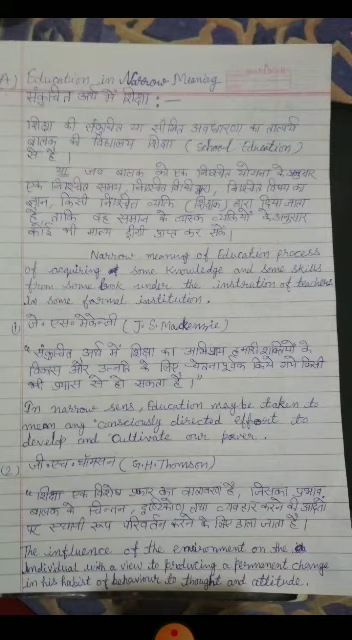 A) Education in Narrow Meaning
संकुचित अर्थ में शिक्षा : —
शिक्षा की संकुचित या सीमित अवधारणा का तात्पर्य
बालक की विद्यालय शिक्षा (School Education)
से है।
जब बालक को एक निश्चित योजना के अनुसार
एक निश्चित समय, निश्चित विधि निश्चित विषय का
ज्ञान, किसी निश्चित व्यक्ति (शिक्षक) द्वारा दिया जाता
है, ताकि वह समाज के व्यक्तियों के अनुसार
कोई भी मान्य डिग्री प्राप्त कर सके।
Narrow meaning of Education process
of acquiring of some Knowledge and some skills
from some book under the instruction of teachers
in some formal institution.
(1) जे. एस. मेकेन्जी (J.S. Mackenzie)
"संकुचित अर्थ में शिक्षा का अभिप्राय हमारी शक्तियों के
विकास और उन्नति के लिए चेतनापूर्वक किये गये किसी
भी प्रयास से हो सकता है।"
In narrow sens, Education may be taken to
mean any "consciously directed effort to
develop and cultivate our power.
(2) जी. एच. थॉमसन (G.H. Thomson)
"शिक्षा एक विशेष प्रकार का वातावरण है, जिसका प्रभाव
बालक के चिन्तन, दृष्टिकोण तथा व्यवहार करने की आदतों
पर स्थायी रूप परिवर्तन करने के लिए डाला जाता है।
The influence of the environment on the
Individual with a view to producing a permanent change
in his habist of behaviour to thought and attitude.